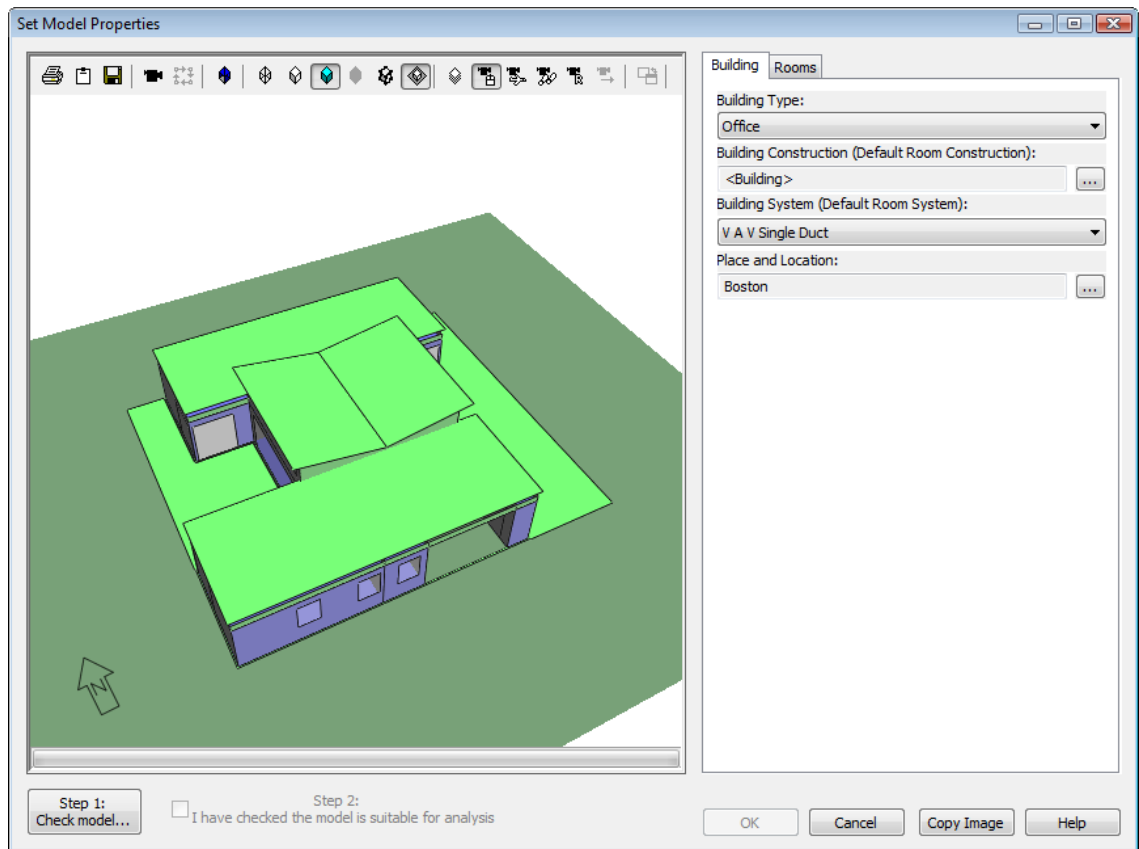 Set Model Properties
Building
Rooms
Building Type:
Office
Building Construction (Default Room Construction):
<Building>
...
Building System (Default Room System):
V A V Single Duct
Place and Location:
Boston
...
N
Step 1:
Check model...
Step 2:
I have checked the model is suitable for analysis
OK
Cancel
Copy Image
Help